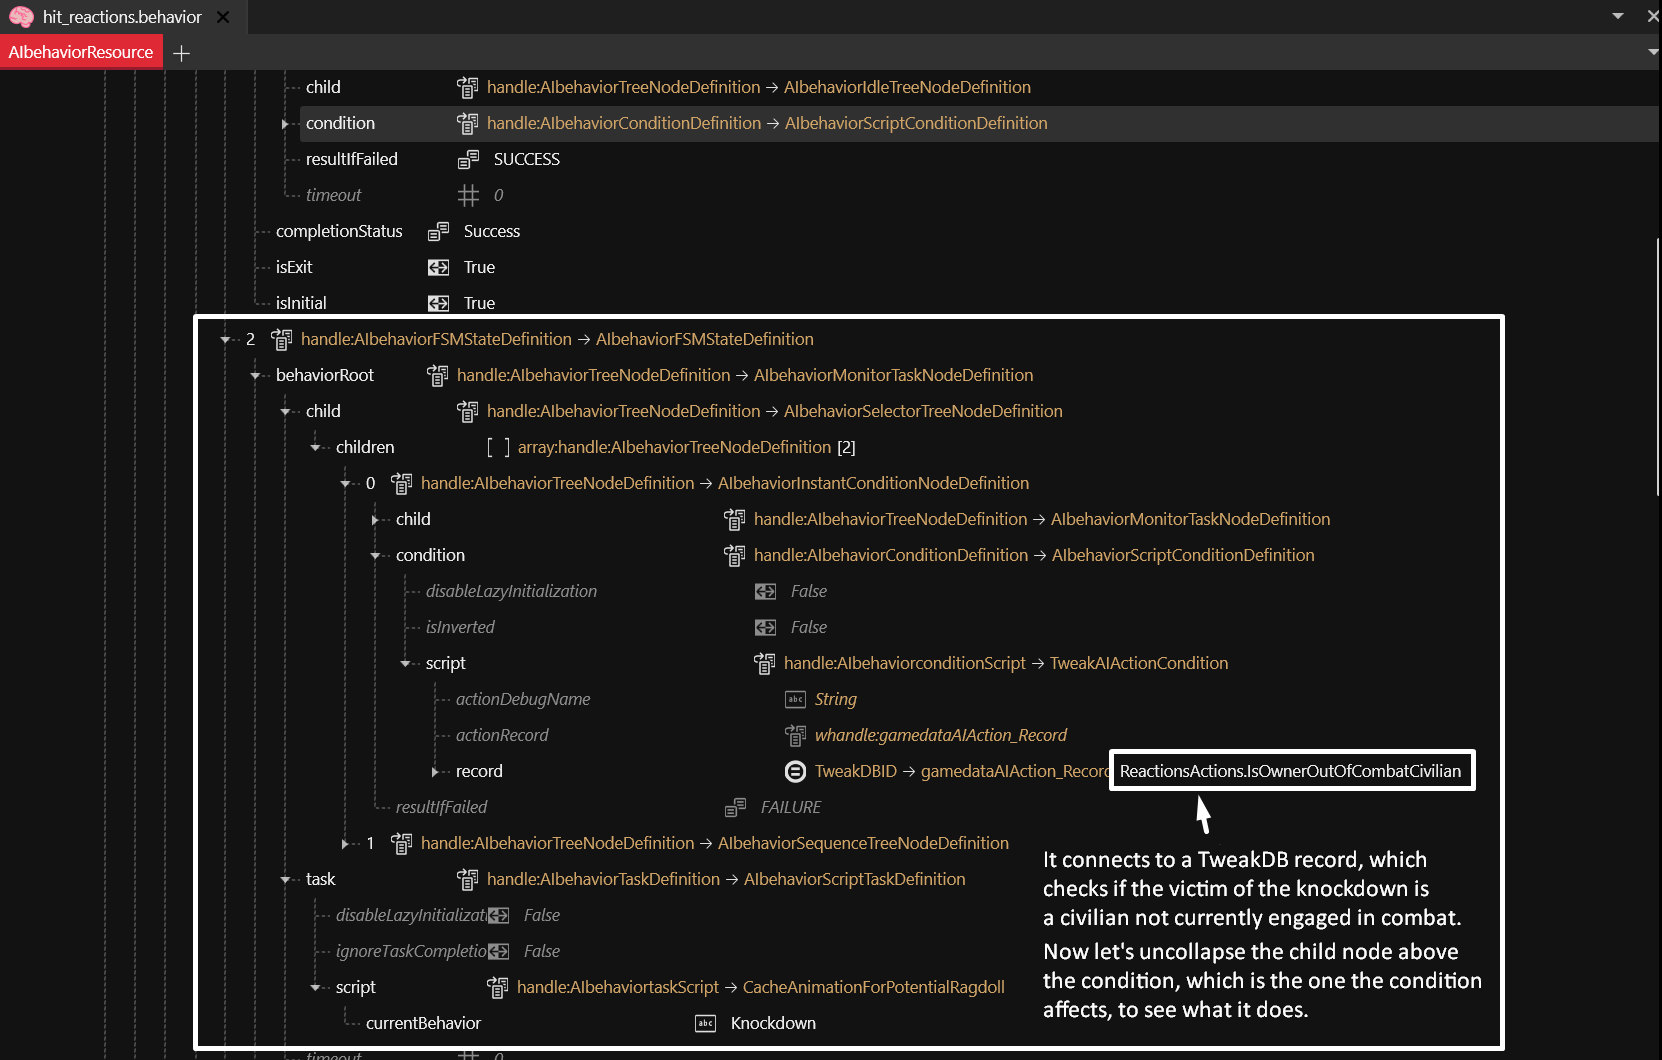 hit_reactions.behavior
AIbehaviorResource
child handle:AIbehaviorTreeNodeDefinition → AIbehaviorIdleTreeNodeDefinition
condition handle:AIbehaviorConditionDefinition → AIbehaviorScriptConditionDefinition
resultIfFailed SUCCESS
timeout 0
completionStatus Success
isExit True
isInitial True
2 handle:AIbehaviorFSMStateDefinition → AIbehaviorFSMStateDefinition
behaviorRoot handle:AIbehaviorTreeNodeDefinition → AIbehaviorMonitorTaskNodeDefinition
child handle:AIbehaviorTreeNodeDefinition → AIbehaviorSelectorTreeNodeDefinition
children [ ] array:handle:AIbehaviorTreeNodeDefinition [2]
0 handle:AIbehaviorTreeNodeDefinition → AIbehaviorInstantConditionNodeDefinition
child handle:AIbehaviorTreeNodeDefinition → AIbehaviorMonitorTaskNodeDefinition
condition handle:AIbehaviorConditionDefinition → AIbehaviorScriptConditionDefinition
disableLazyInitialization False
isInverted False
script handle:AIbehaviorconditionScript → TweakAIActionCondition
actionDebugName abc String
actionRecord whandle:gamedataAIAction_Record
record TweakDBID → gamedataAIAction_Record ReactionsActions.IsOwnerOutOfCombatCivilian
resultIfFailed FAILURE
1 handle:AIbehaviorTreeNodeDefinition → AIbehaviorSequenceTreeNodeDefinition
It connects to a TweakDB record, which
checks if the victim of the knockdown is
a civilian not currently engaged in combat.
Now let's uncollapse the child node above
the condition, which is the one the condition
affects, to see what it does.
task handle:AIbehaviorTaskDefinition → AIbehaviorScriptTaskDefinition
disableLazyInitializati False
ignoreTaskCompletio False
script handle:AIbehaviortaskScript → CacheAnimationForPotentialRagdoll
currentBehavior abc Knockdown
timeout 0